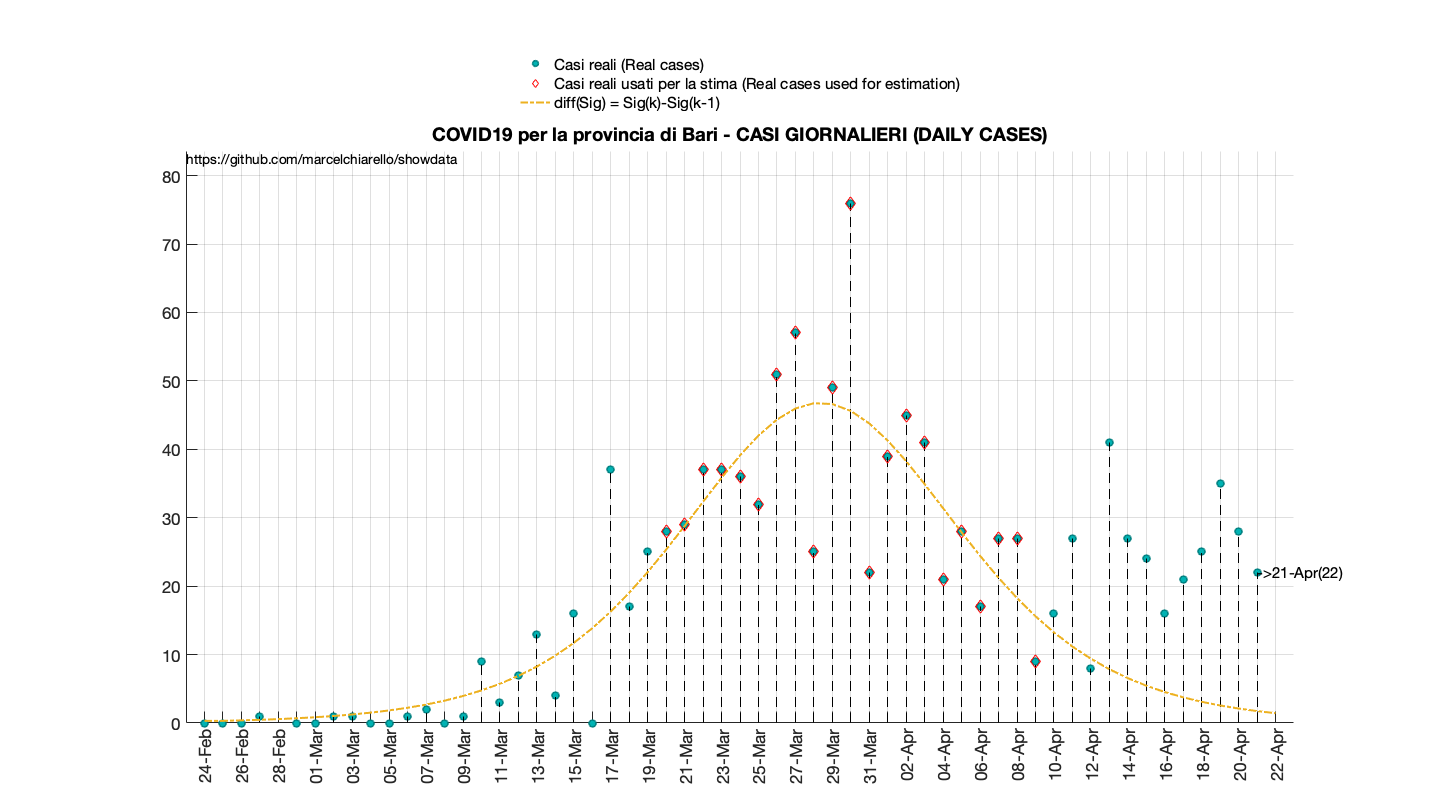 Casi reali (Real cases)
Casi reali usati per la stima (Real cases used for estimation)
diff(Sig) = Sig(k)-Sig(k-1)
COVID19 per la provincia di Bari - CASI GIORNALIERI (DAILY CASES)
https://github.com/marcelchiarello/showdata
80
70
60
50
40
30
20
10
0
->21-Apr(22)
24-Feb
26-Feb
28-Feb
01-Mar
03-Mar
05-Mar
07-Mar
09-Mar
11-Mar
13-Mar
15-Mar
17-Mar
19-Mar
21-Mar
23-Mar
25-Mar
27-Mar
29-Mar
31-Mar
02-Apr
04-Apr
06-Apr
08-Apr
10-Apr
12-Apr
14-Apr
16-Apr
18-Apr
20-Apr
22-Apr